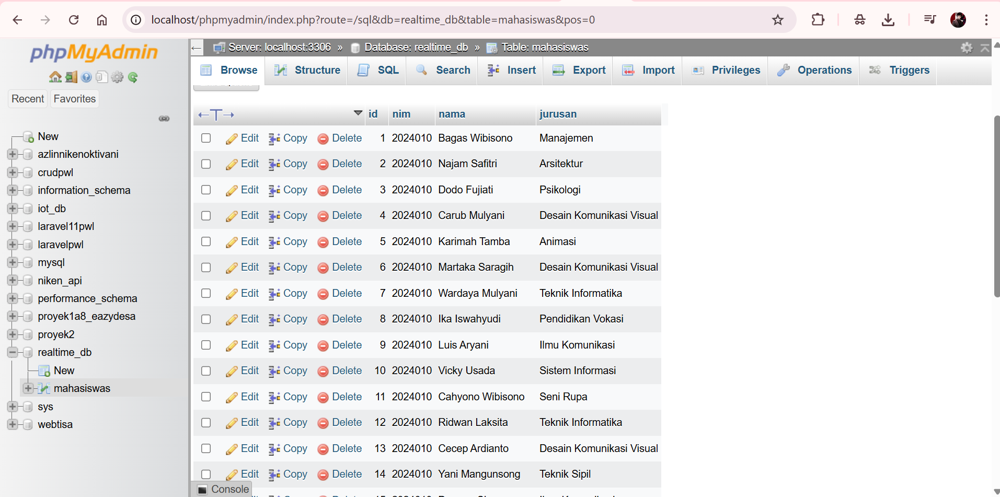 localhost/phpmyadmin/index.php?route=/sql&db=realtime_db&table=mahasiswas&pos=0
phpMyAdmin
Recent Favorites
New
azlinnikenoktivani
crudpwl
information_schema
iot_db
laravel11pwl
laravelpwl
mysql
niken_api
performance_schema
proyek1a8_eazydesa
proyek2
realtime_db
New
mahasiswas
sys
webtisa
Server: localhost:3306 » Database: realtime_db » Table: mahasiswas
Browse Structure SQL Search Insert Export Import Privileges Operations Triggers
id nim nama jurusan
Edit Copy Delete 1 2024010 Bagas Wibisono Manajemen
Edit Copy Delete 2 2024010 Najam Safitri Arsitektur
Edit Copy Delete 3 2024010 Dodo Fujiati Psikologi
Edit Copy Delete 4 2024010 Carub Mulyani Desain Komunikasi Visual
Edit Copy Delete 5 2024010 Karimah Tamba Animasi
Edit Copy Delete 6 2024010 Martaka Saragih Desain Komunikasi Visual
Edit Copy Delete 7 2024010 Wardaya Mulyani Teknik Informatika
Edit Copy Delete 8 2024010 Ika Iswahyudi Pendidikan Vokasi
Edit Copy Delete 9 2024010 Luis Aryani Ilmu Komunikasi
Edit Copy Delete 10 2024010 Vicky Usada Sistem Informasi
Edit Copy Delete 11 2024010 Cahyono Wibisono Seni Rupa
Edit Copy Delete 12 2024010 Ridwan Laksita Teknik Informatika
Edit Copy Delete 13 2024010 Cecep Ardianto Desain Komunikasi Visual
Edit Copy Delete 14 2024010 Yani Mangunsong Teknik Sipil
Console